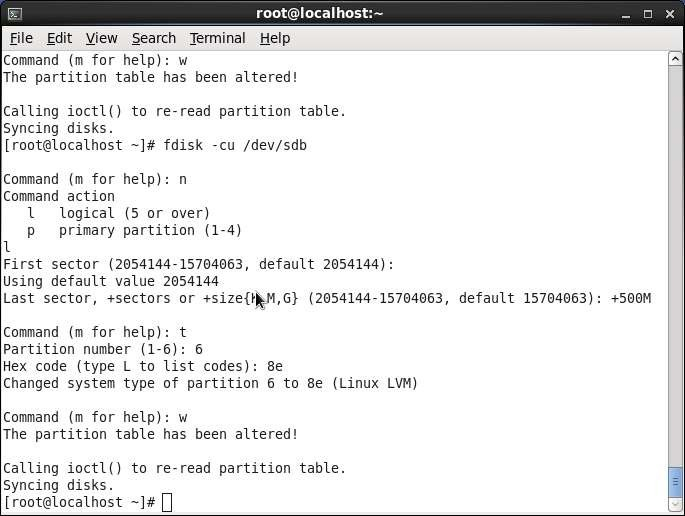 root@localhost:~
File Edit View Search Terminal Help
Command (m for help): w
The partition table has been altered!
Calling ioctl() to re-read partition table.
Syncing disks.
[root@localhost ~]# fdisk -cu /dev/sdb
Command (m for help): n
Command action
l   logical (5 or over)
p   primary partition (1-4)
l
First sector (2054144-15704063, default 2054144):
Using default value 2054144
Last sector, +sectors or +size{K,M,G} (2054144-15704063, default 15704063): +500M
Command (m for help): t
Partition number (1-6): 6
Hex code (type L to list codes): 8e
Changed system type of partition 6 to 8e (Linux LVM)
Command (m for help): w
The partition table has been altered!
Calling ioctl() to re-read partition table.
Syncing disks.
[root@localhost ~]#